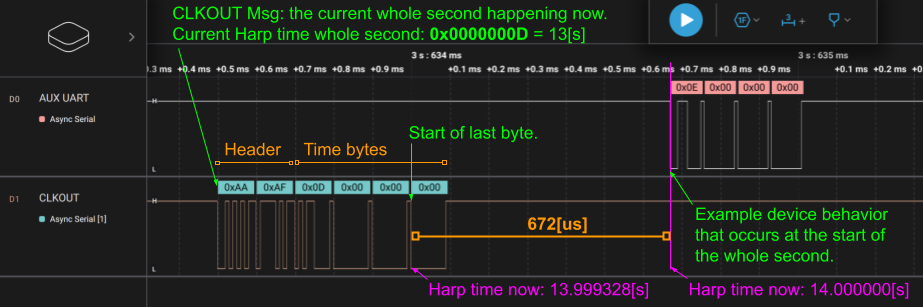 CLKOUT Msg: the current whole second happening now.
Current Harp time whole second: 0x0000000D = 13[s]
3 s : 634 ms
3 s : 635 ms
0.3 ms +0.4 ms +0.5 ms +0.6 ms +0.7 ms +0.8 ms +0.9 ms +0.1 ms +0.2 ms +0.3 ms +0.4 ms +0.5 ms +0.6 ms +0.7 ms +0.8 ms +0.9 ms +0.1 ms +0.2 ms +0
D0 AUX UART
Async Serial
H
L
0x0E 0x00 0x00 0x00
Start of last byte.
Header Time bytes
D1 CLKOUT
Async Serial [1]
H
L
0xAA 0xAF 0x0D 0x00 0x00 0x00
672[us]
Example device behavior
that occurs at the start of
the whole second.
Harp time now: 13.999328[s]
Harp time now: 14.000000[s]